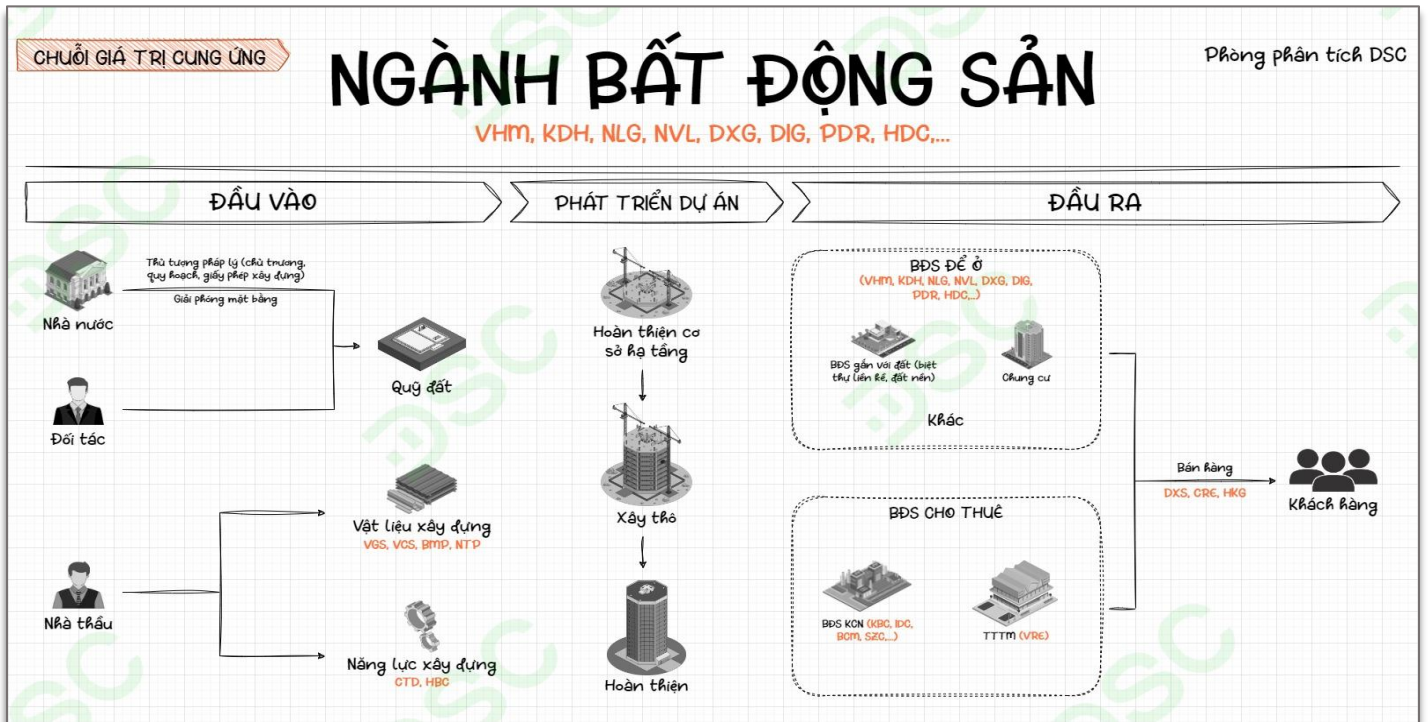 CHUỖI GIÁ TRỊ CUNG ỨNG
NGÀNH BẤT ĐỘNG SẢN
Phòng phân tích DSC
VHM, KDH, NLG, NVL, DXG, DIG, PDR, HDC,...
ĐẦU VÀO
PHÁT TRIỂN DỰ ÁN
ĐẦU RA
Thủ tượng pháp lý (chủ trương,
quy hoạch, giấy phép xây dựng)
Giải phóng mặt bằng
Nhà nước
Quỹ đất
Đối tác
Vật liệu xây dựng
VGS, VCS, BMP, NTP
Nhà thầu
Năng lực xây dựng
CTD, HBC
Hoàn thiện cơ
sở hạ tầng
Xây thô
Hoàn thiện
BĐS ĐỂ Ở
(VHM, KDH, NLG, NVL, DXG, DIG,
PDR, HDC,..)
BĐS gắn với đất (biệt
thự liền kề, đất nền)
Chung cư
Khác
BĐS CHO THUÊ
BĐS KCN (KBC, IDC,
BCM, SZC,...)
TTTM (VRE)
Bán hàng
DXS, CRE, HKG
Khách hàng
DSC
DSC
DSC
DSC